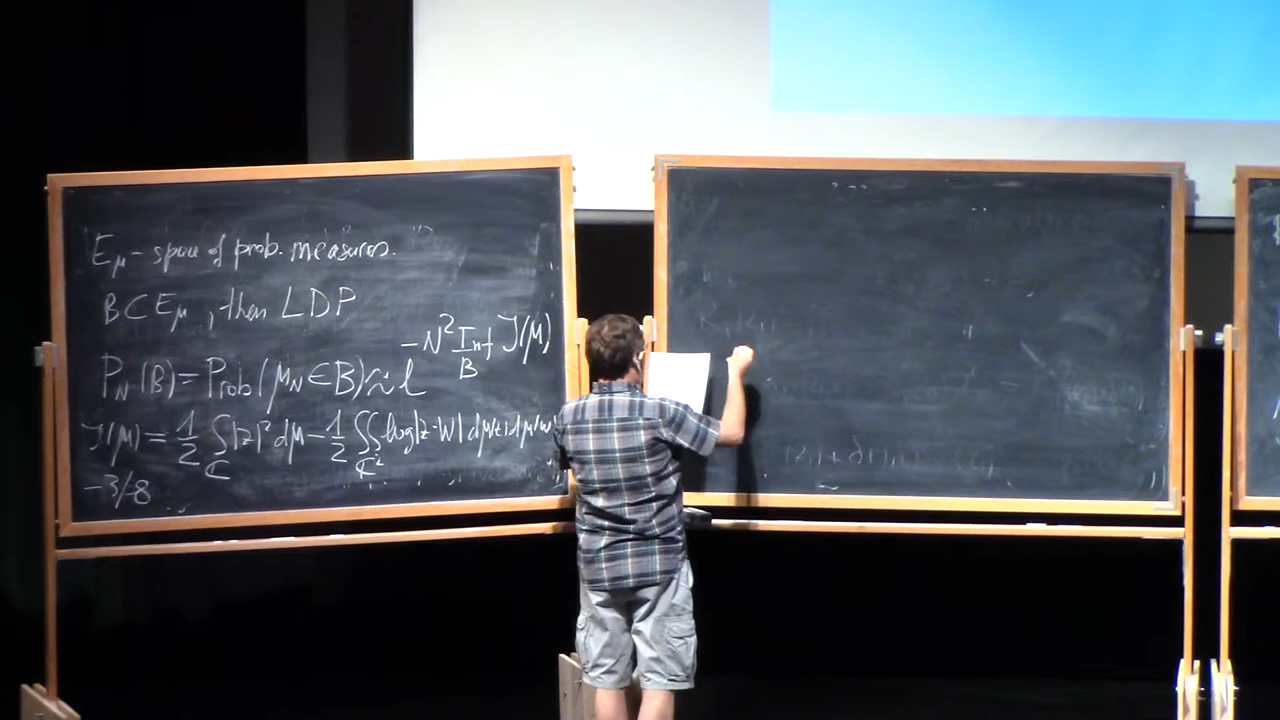 E_μ - space of prob. measures.
B ⊂ E_μ, then LDP
P_N(B) = Prob(μ_N ∈ B) ≈ e^{-N² Inf_B J(μ)}
J(μ) = 1/2 ∫_ℂ |z|² dμ - 1/2 ∬_{ℂ²} log|z-w| dμ(z) dμ(w)
-3/8